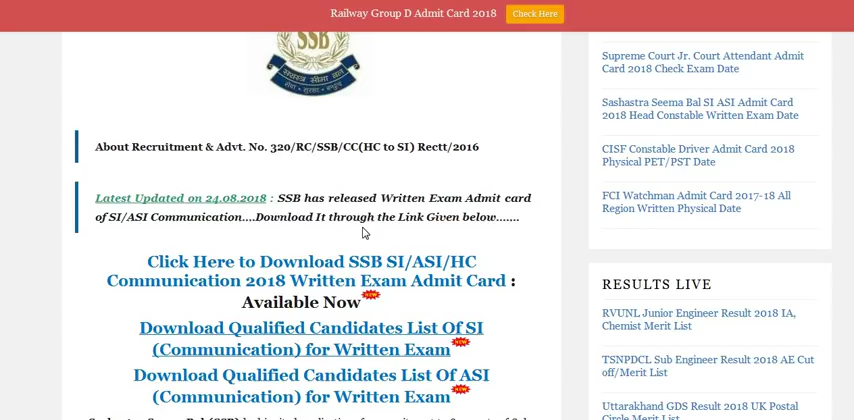 Railway Group D Admit Card 2018 Check Here
SSB
सशस्त्र सीमा बल
सेवा . सुरक्षा . बन्धुत्व
About Recruitment & Advt. No. 320/RC/SSB/CC(HC to SI) Rectt/2016
Latest Updated on 24.08.2018 : SSB has released Written Exam Admit card
of SI/ASI Communication....Download It through the Link Given below.......
Click Here to Download SSB SI/ASI/HC
Communication 2018 Written Exam Admit Card :
Available Now NEW
Download Qualified Candidates List Of SI
(Communication) for Written Exam NEW
Download Qualified Candidates List Of ASI
(Communication) for Written Exam NEW
Supreme Court Jr. Court Attendant Admit
Card 2018 Check Exam Date
Sashastra Seema Bal SI ASI Admit Card
2018 Head Constable Written Exam Date
CISF Constable Driver Admit Card 2018
Physical PET/PST Date
FCI Watchman Admit Card 2017-18 All
Region Written Physical Date
RESULTS LIVE
RVUNL Junior Engineer Result 2018 IA,
Chemist Merit List
TSNPDCL Sub Engineer Result 2018 AE Cut
off/Merit List
Uttarakhand GDS Result 2018 UK Postal
Circle Merit List